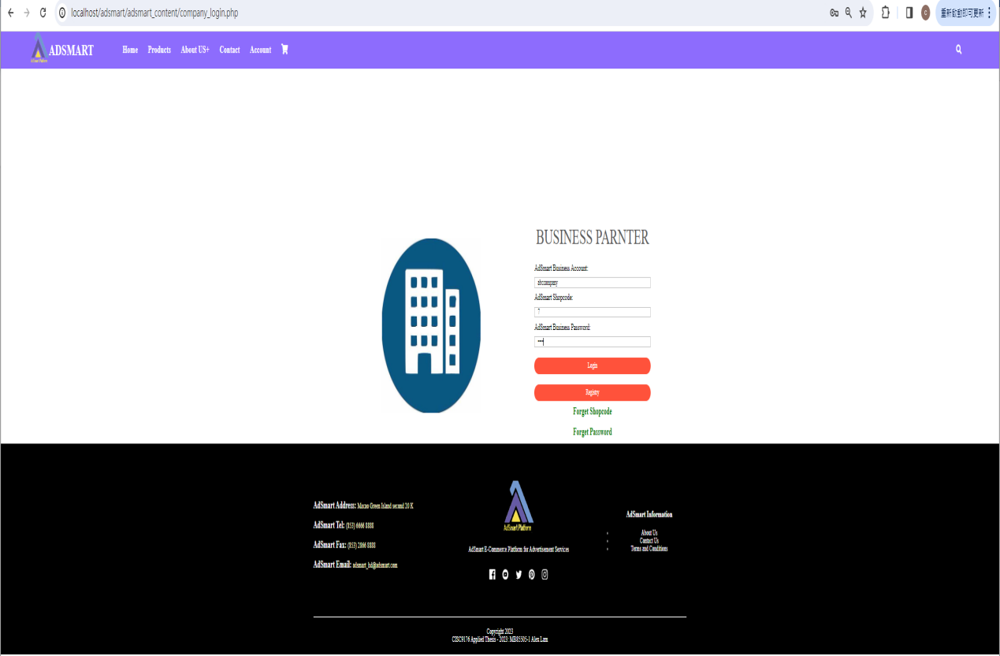 localhost/adsmart/adsmart_content/company_login.php
C
重新啟動即可更新
AdSmart Platform
ADSMART
Home
Products
About US+
Contact
Account
BUSINESS PARNTER
AdSmart Business Account:
abccompany
AdSmart Shopcode:
7
AdSmart Business Password:
••••
Login
Registry
Forget Shopcode
Forget Password
AdSmart Address: Macao Green Island second 20 K
AdSmart Tel: (853) 6666 8888
AdSmart Fax: (853) 2866 8888
AdSmart Email: adsmart_hd@adsmart.com
AdSmart Platform
AdSmart E-Commerce Platform for Advertisement Services
AdSmart Information
About Us
Contact Us
Terms and Conditions
Copyright 2023
CISC9176 Applied Thesis - 2023: MB85505-1 Alex Lam